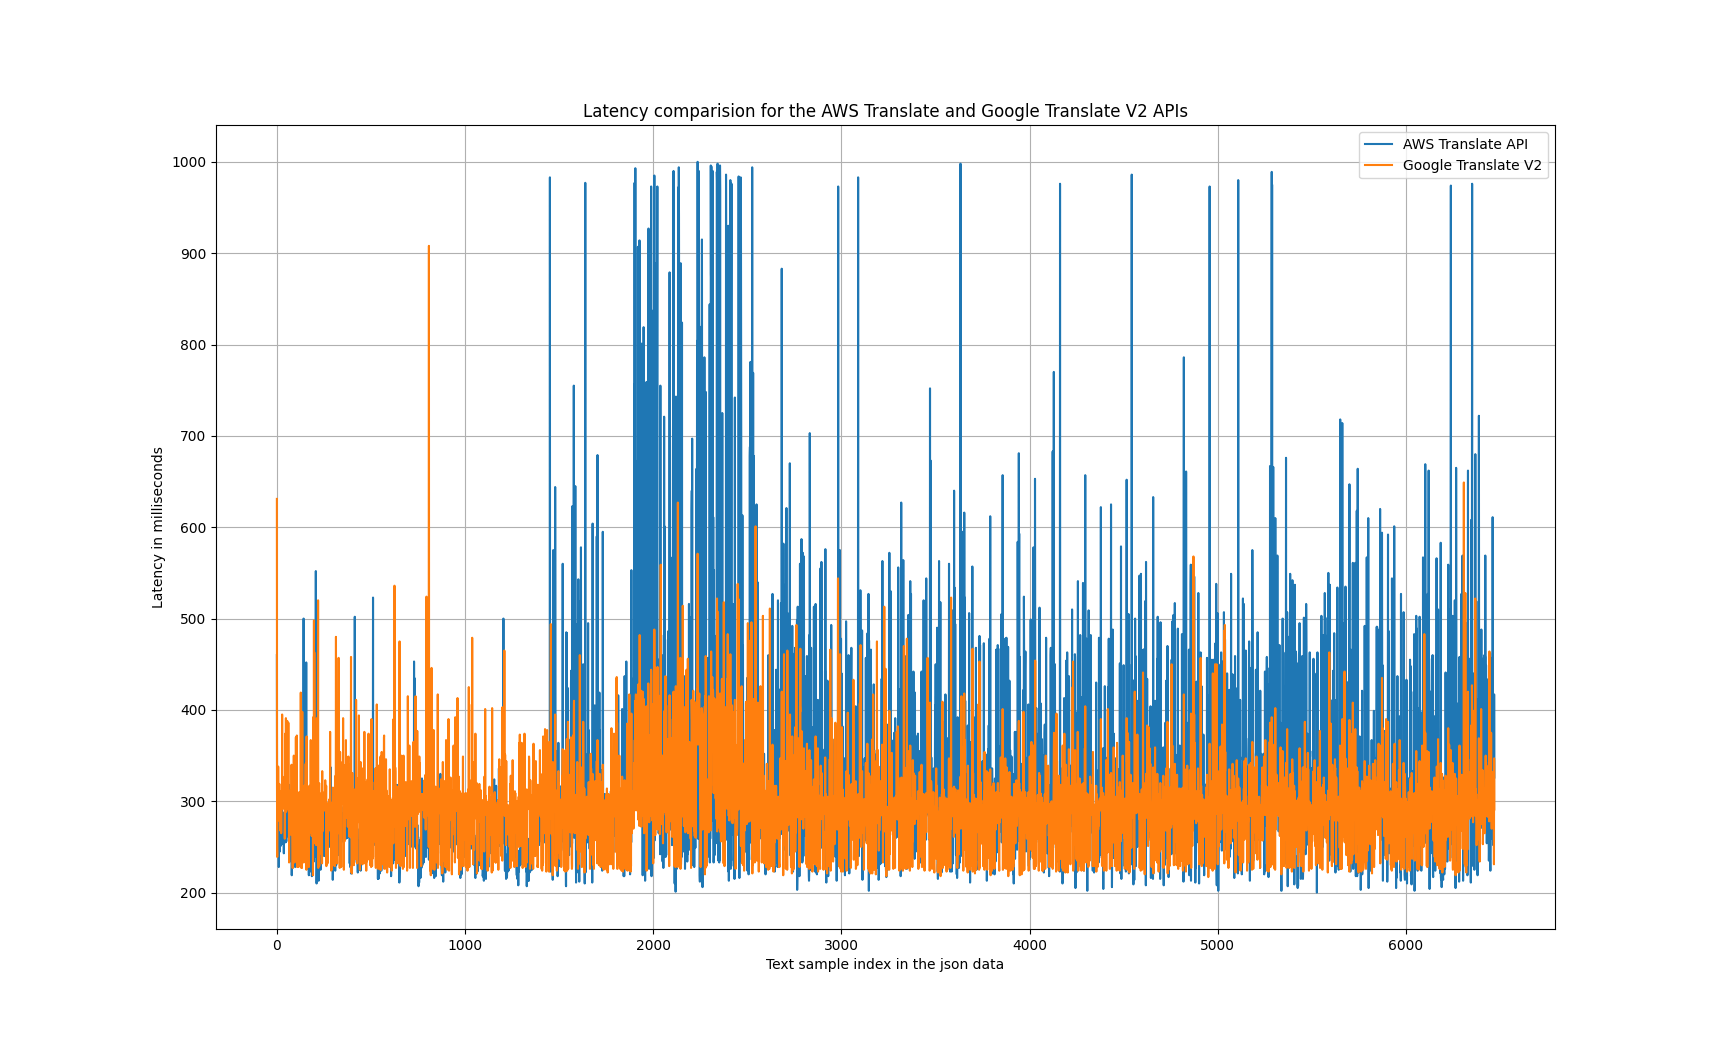 Latency comparision for the AWS Translate and Google Translate V2 APIs
AWS Translate API
Google Translate V2
1000
900
800
700
600
500
400
300
200
Latency in milliseconds
0 1000 2000 3000 4000 5000 6000
Text sample index in the json data